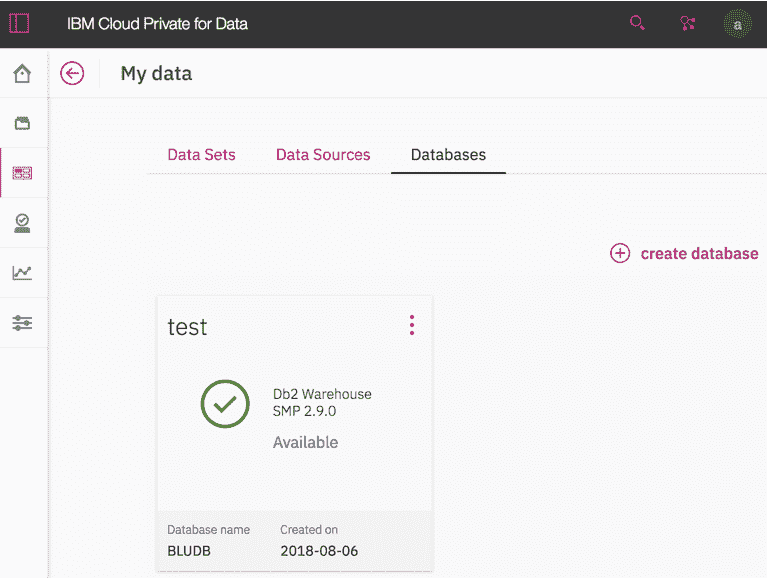 IBM Cloud Private for Data
a
My data
Data Sets
Data Sources
Databases
create database
test
Db2 Warehouse
SMP 2.9.0
Available
Database name
Created on
BLUDB
2018-08-06